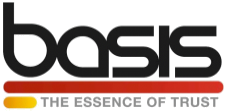 basis
THE ESSENCE OF TRUST